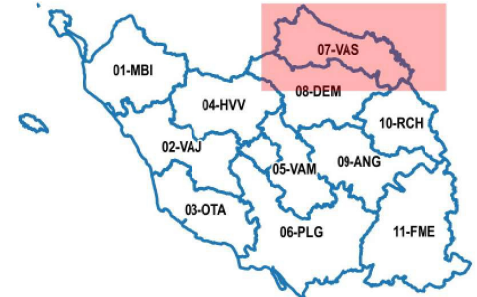 07-VAS
01-MBI
08-DEM
04-HVV
10-RCH
02-VAJ
09-ANG
05-VAM
03-OTA
06-PLG
11-FME